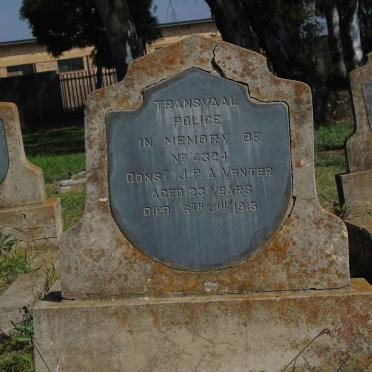 TRANSVAAL
POLICE
IN MEMORY OF
NO 4324
CONST J. P. A. VENTER
AGED 23 YEARS
DIED 6TH JULY 1915